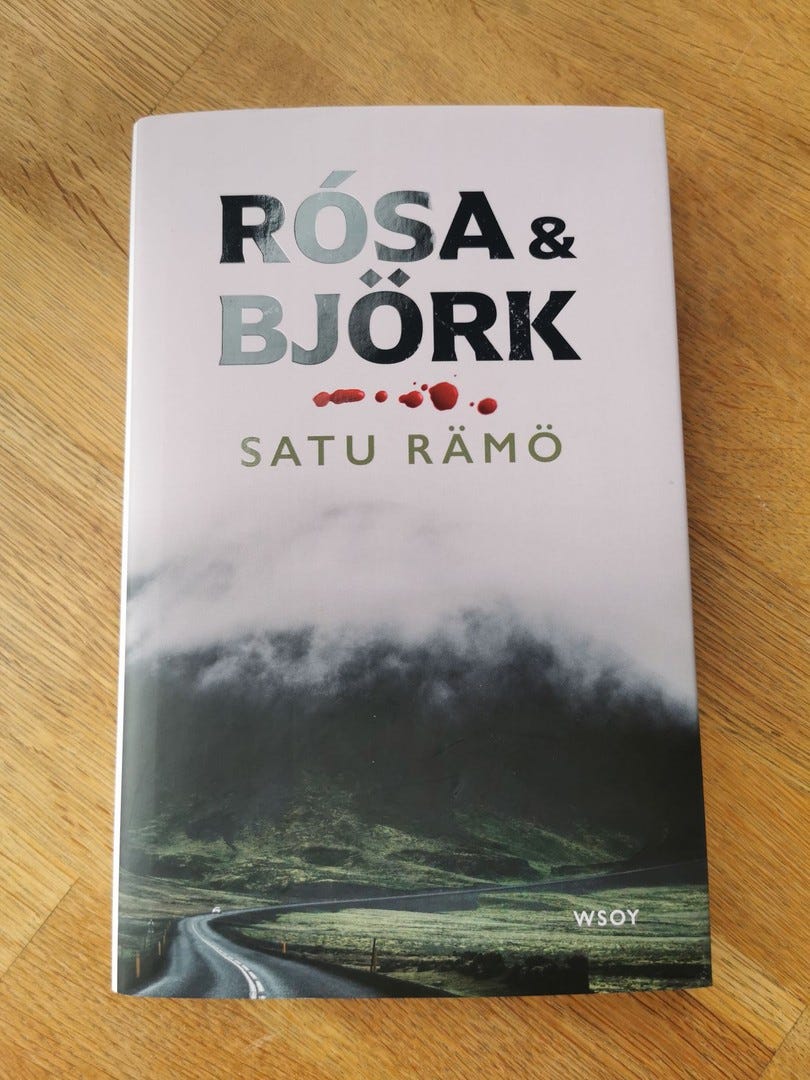 RÓSA &
BJÖRK
SATU RÄMÖ
WSOY